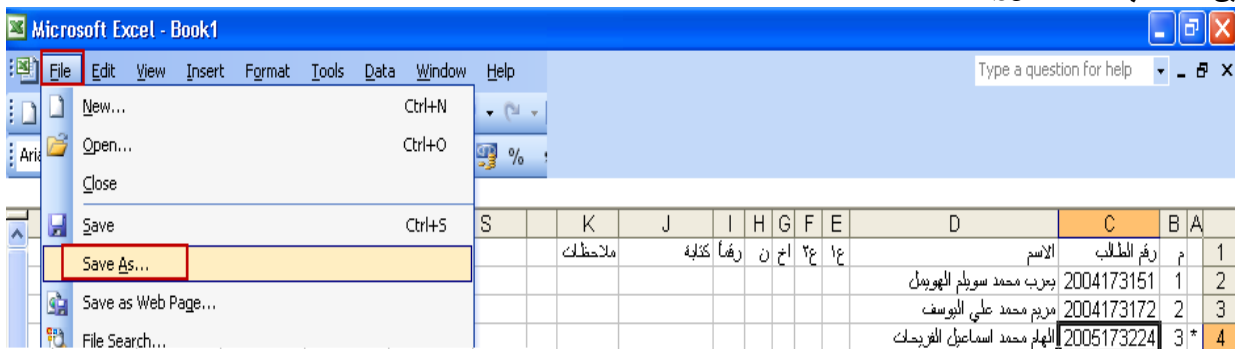 Microsoft Excel - Book1
File Edit View Insert Format Tools Data Window Help Type a question for help
New... Ctrl+N
Open... Ctrl+O
Close
Save Ctrl+S
Save As...
Save as Web Page...
File Search...
%
S K J I H G F E D C B A
م رقم الطالب الاسم ع١ ع٢ اخ ن رقماً كتابة ملاحظات 1
1 2004173151 يعرب محمد سويلم الهويمل 2
2 2004173172 مريم محمد علي اليوسف 3
* 3 2005173224 الهام محمد اسماعيل الفريحات 4